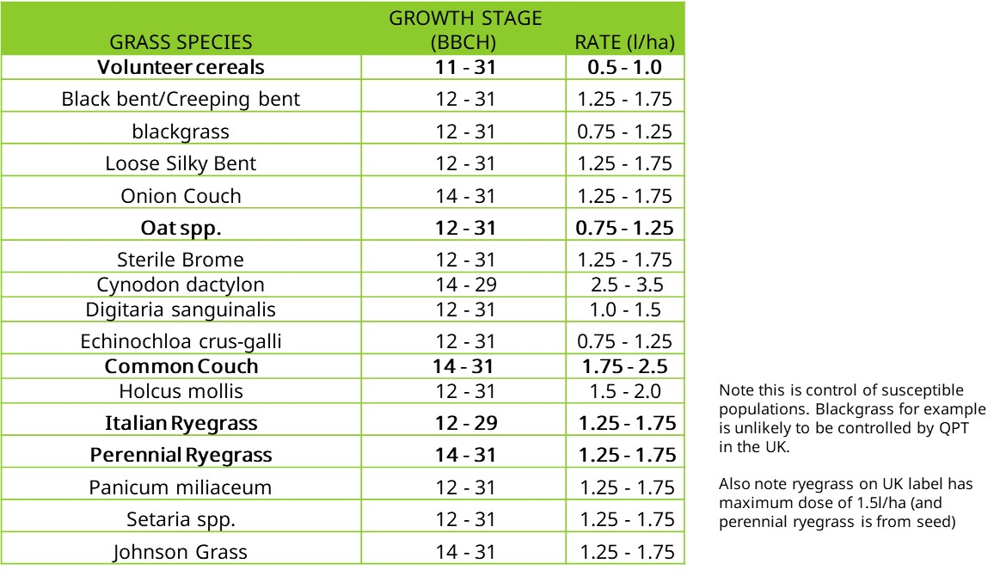 GRASS SPECIES GROWTH STAGE (BBCH) RATE (l/ha)
Volunteer cereals 11 - 31 0.5 - 1.0
Black bent/Creeping bent 12 - 31 1.25 - 1.75
blackgrass 12 - 31 0.75 - 1.25
Loose Silky Bent 12 - 31 1.25 - 1.75
Onion Couch 14 - 31 1.25 - 1.75
Oat spp. 12 - 31 0.75 - 1.25
Sterile Brome 12 - 31 1.25 - 1.75
Cynodon dactylon 14 - 29 2.5 - 3.5
Digitaria sanguinalis 12 - 31 1.0 - 1.5
Echinochloa crus-galli 12 - 31 0.75 - 1.25
Common Couch 14 - 31 1.75 - 2.5
Holcus mollis 12 - 31 1.5 - 2.0
Italian Ryegrass 12 - 29 1.25 - 1.75
Perennial Ryegrass 14 - 31 1.25 - 1.75
Panicum miliaceum 12 - 31 1.25 - 1.75
Setaria spp. 12 - 31 1.25 - 1.75
Johnson Grass 14 - 31 1.25 - 1.75
Note this is control of susceptible
populations. Blackgrass for example
is unlikely to be controlled by QPT
in the UK.
Also note ryegrass on UK label has
maximum dose of 1.5l/ha (and
perennial ryegrass is from seed)